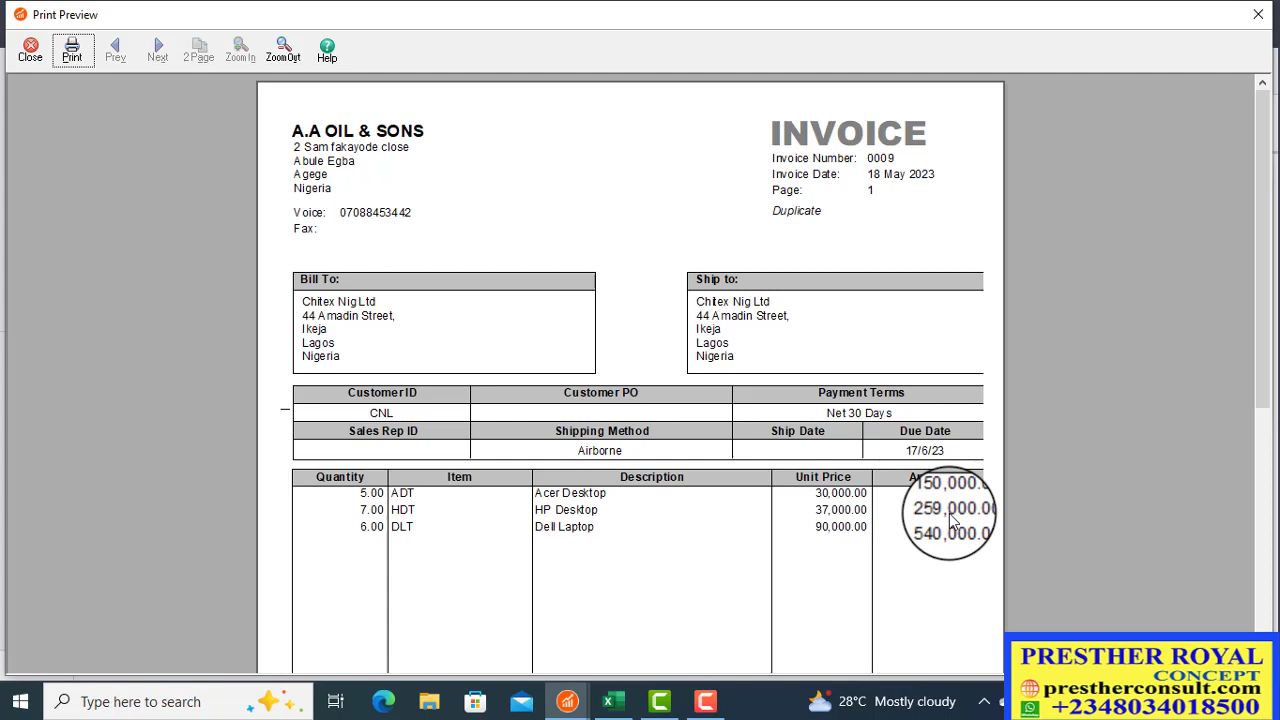 Print Preview
Close Print Prev Next 2 Page Zoom In Zoom Out Help
A.A OIL & SONS
2 Sam fakayode close
Abule Egba
Agege
Nigeria
Voice: 07088453442
Fax:
INVOICE
Invoice Number: 0009
Invoice Date: 18 May 2023
Page: 1
Duplicate
Bill To:
Chitex Nig Ltd
44 Amadin Street,
Ikeja
Lagos
Nigeria
Ship to:
Chitex Nig Ltd
44 Amadin Street,
Ikeja
Lagos
Nigeria
Customer ID Customer PO Payment Terms
CNL Net 30 Days
Sales Rep ID Shipping Method Ship Date Due Date
Airborne 17/6/23
Quantity Item Description Unit Price
5.00 ADT Acer Desktop 30,000.00 150,000.0
7.00 HDT HP Desktop 37,000.00 259,000.00
6.00 DLT Dell Laptop 90,000.00 540,000.0
PRESTHER ROYAL
CONCEPT
prestherconsult.com
+2348034018500
Type here to search
28°C Mostly cloudy